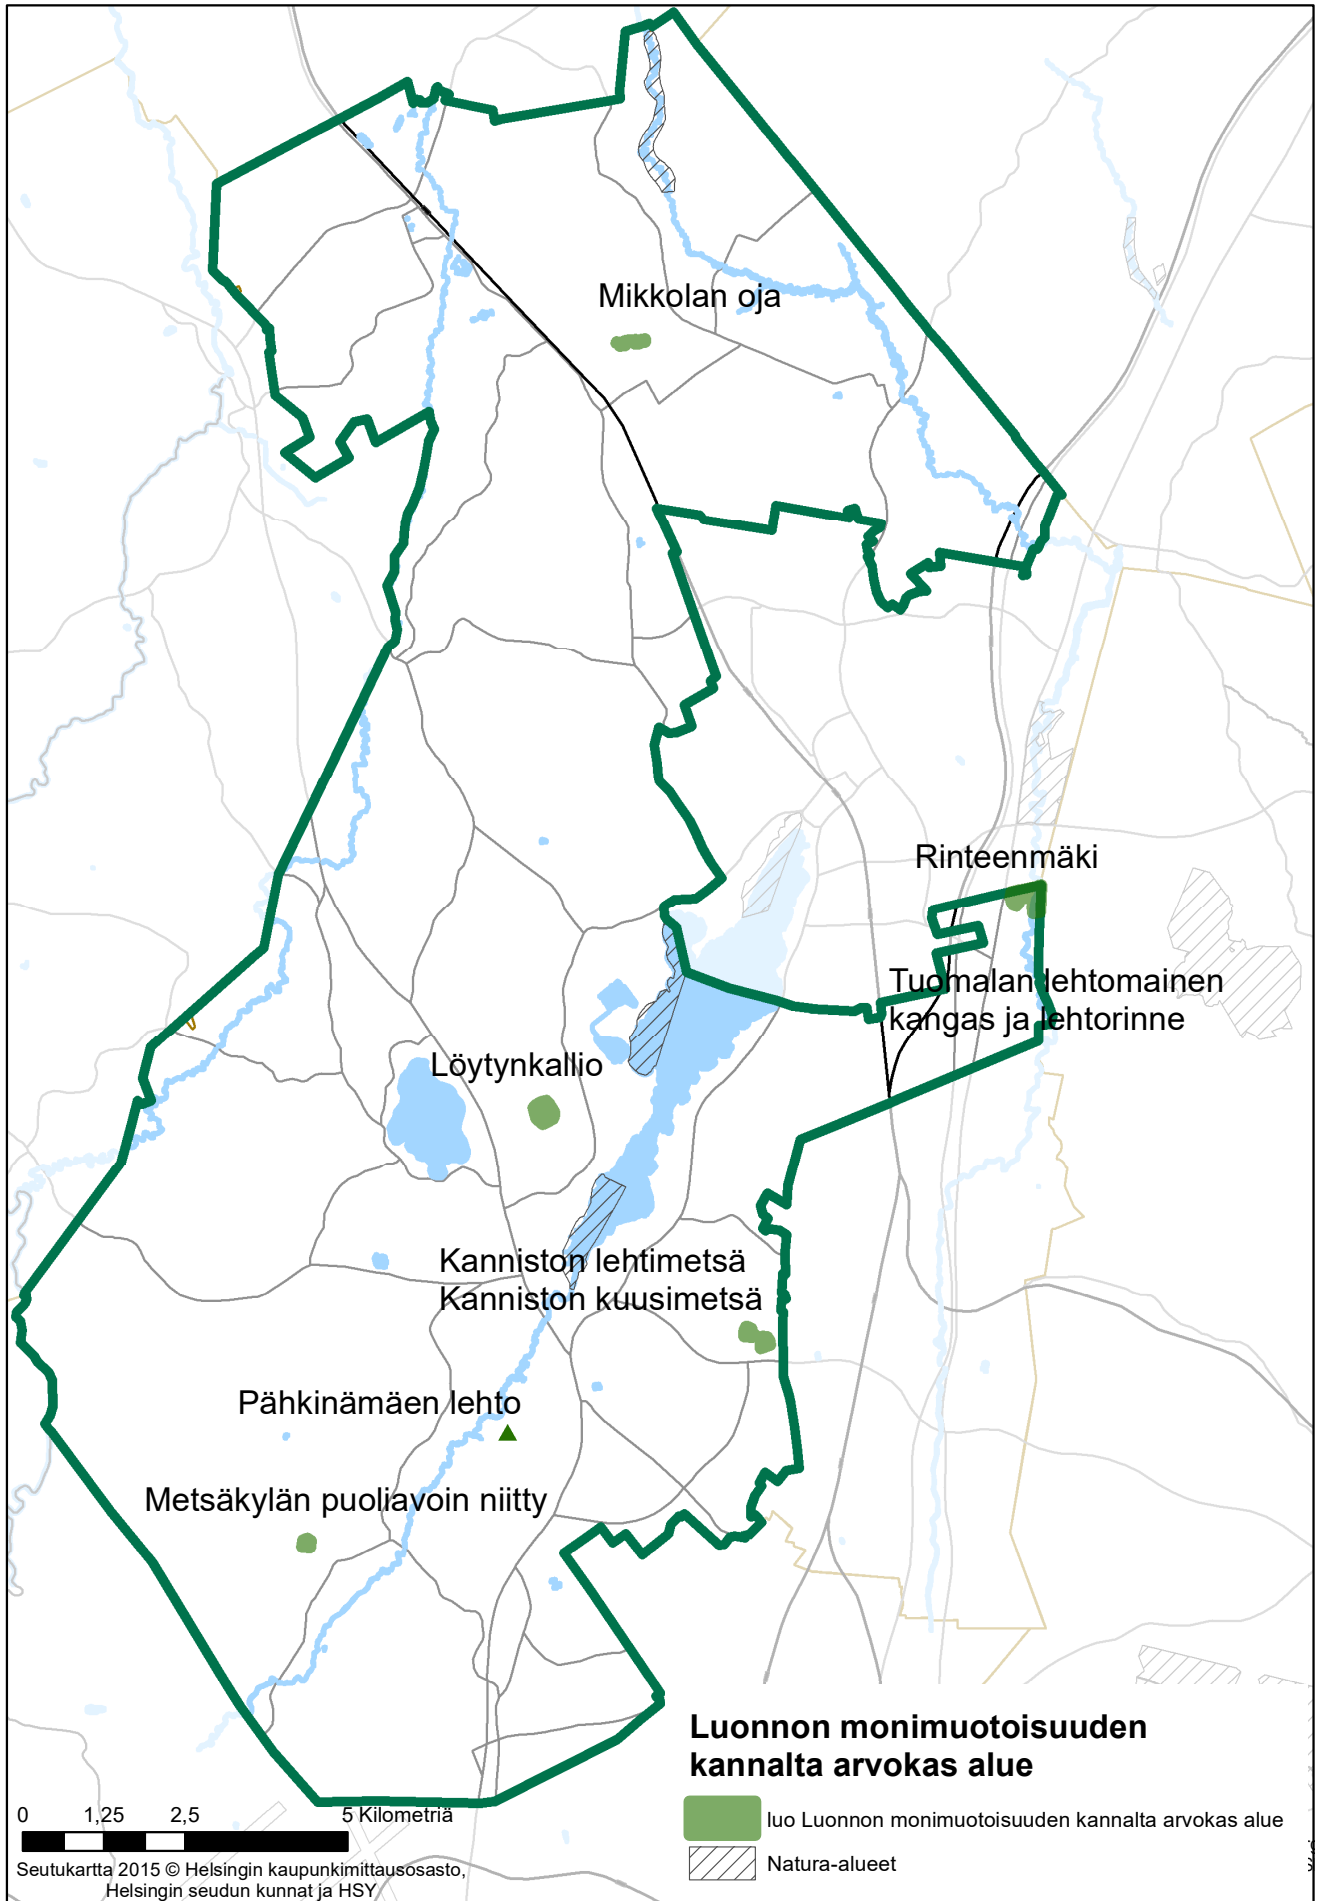 Mikkolan oja
Rinteenmäki
Tuomalan lehtomainen
kangas ja lehtorinne
Löytynkallio
Kanniston lehtimetsä
Kanniston kuusimetsä
Pähkinämäen lehto
Metsäkylän puoliavoin niitty
Luonnon monimuotoisuuden
kannalta arvokas alue
luo Luonnon monimuotoisuuden kannalta arvokas alue
Natura-alueet
0 1,25 2,5 5 Kilometriä
Seutukartta 2015 © Helsingin kaupunkimittausosasto,
Helsingin seudun kunnat ja HSY